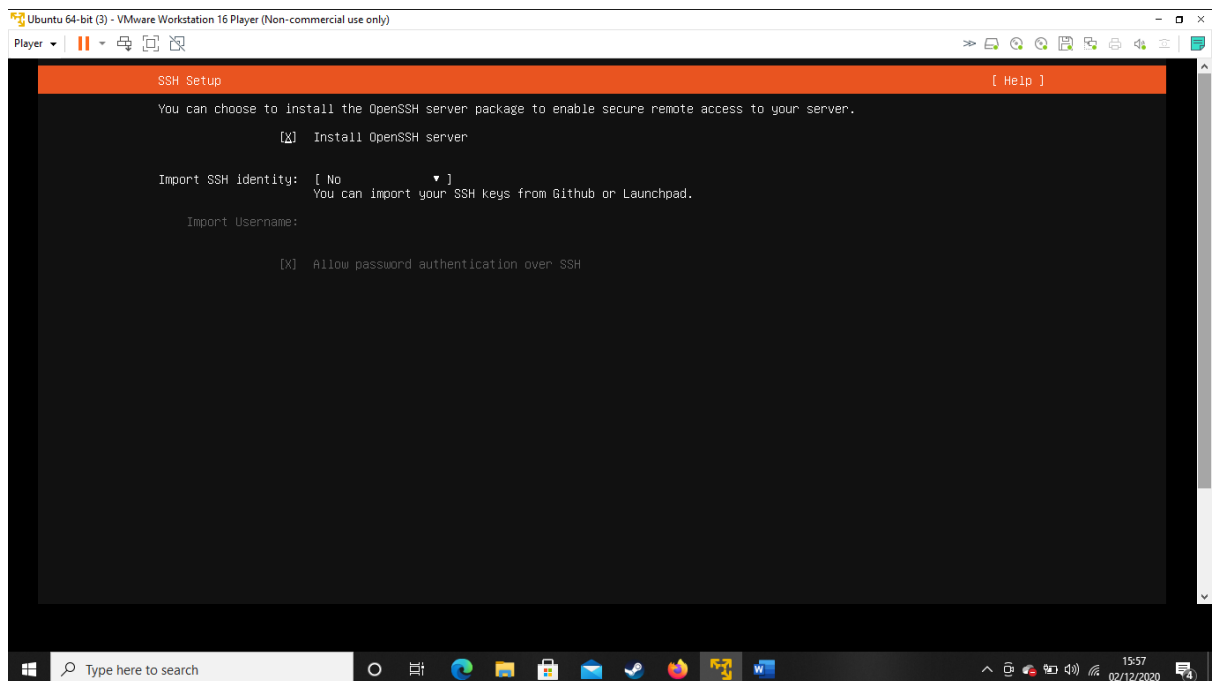 Ubuntu 64-bit (3) - VMware Workstation 16 Player (Non-commercial use only)
Player
SSH Setup [ Help ]
You can choose to install the OpenSSH server package to enable secure remote access to your server.
[X] Install OpenSSH server
Import SSH identity: [ No ▾ ]
You can import your SSH keys from Github or Launchpad.
Import Username:
[X] Allow password authentication over SSH
Type here to search
15:57
02/12/2020
4